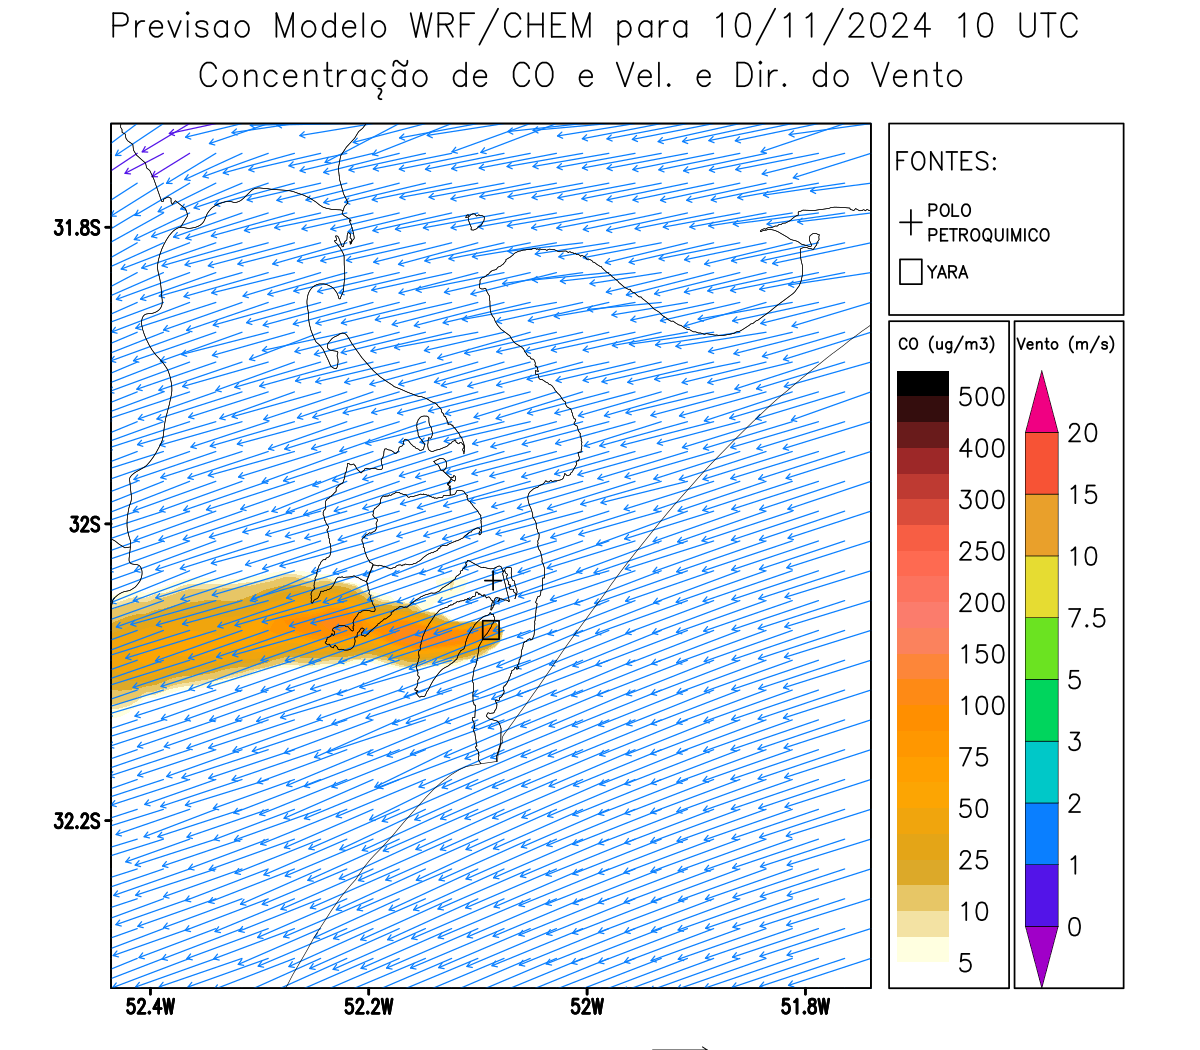 Previsao Modelo WRF/CHEM para 10/11/2024 10 UTC
Concentração de CO e Vel. e Dir. do Vento
FONTES:
POLO
PETROQUIMICO
YARA
CO (ug/m3)
500
400
300
250
200
150
100
75
50
25
10
5
Vento (m/s)
20
15
10
7.5
5
3
2
1
0
31.8S
32S
32.2S
52.4W
52.2W
52W
51.8W